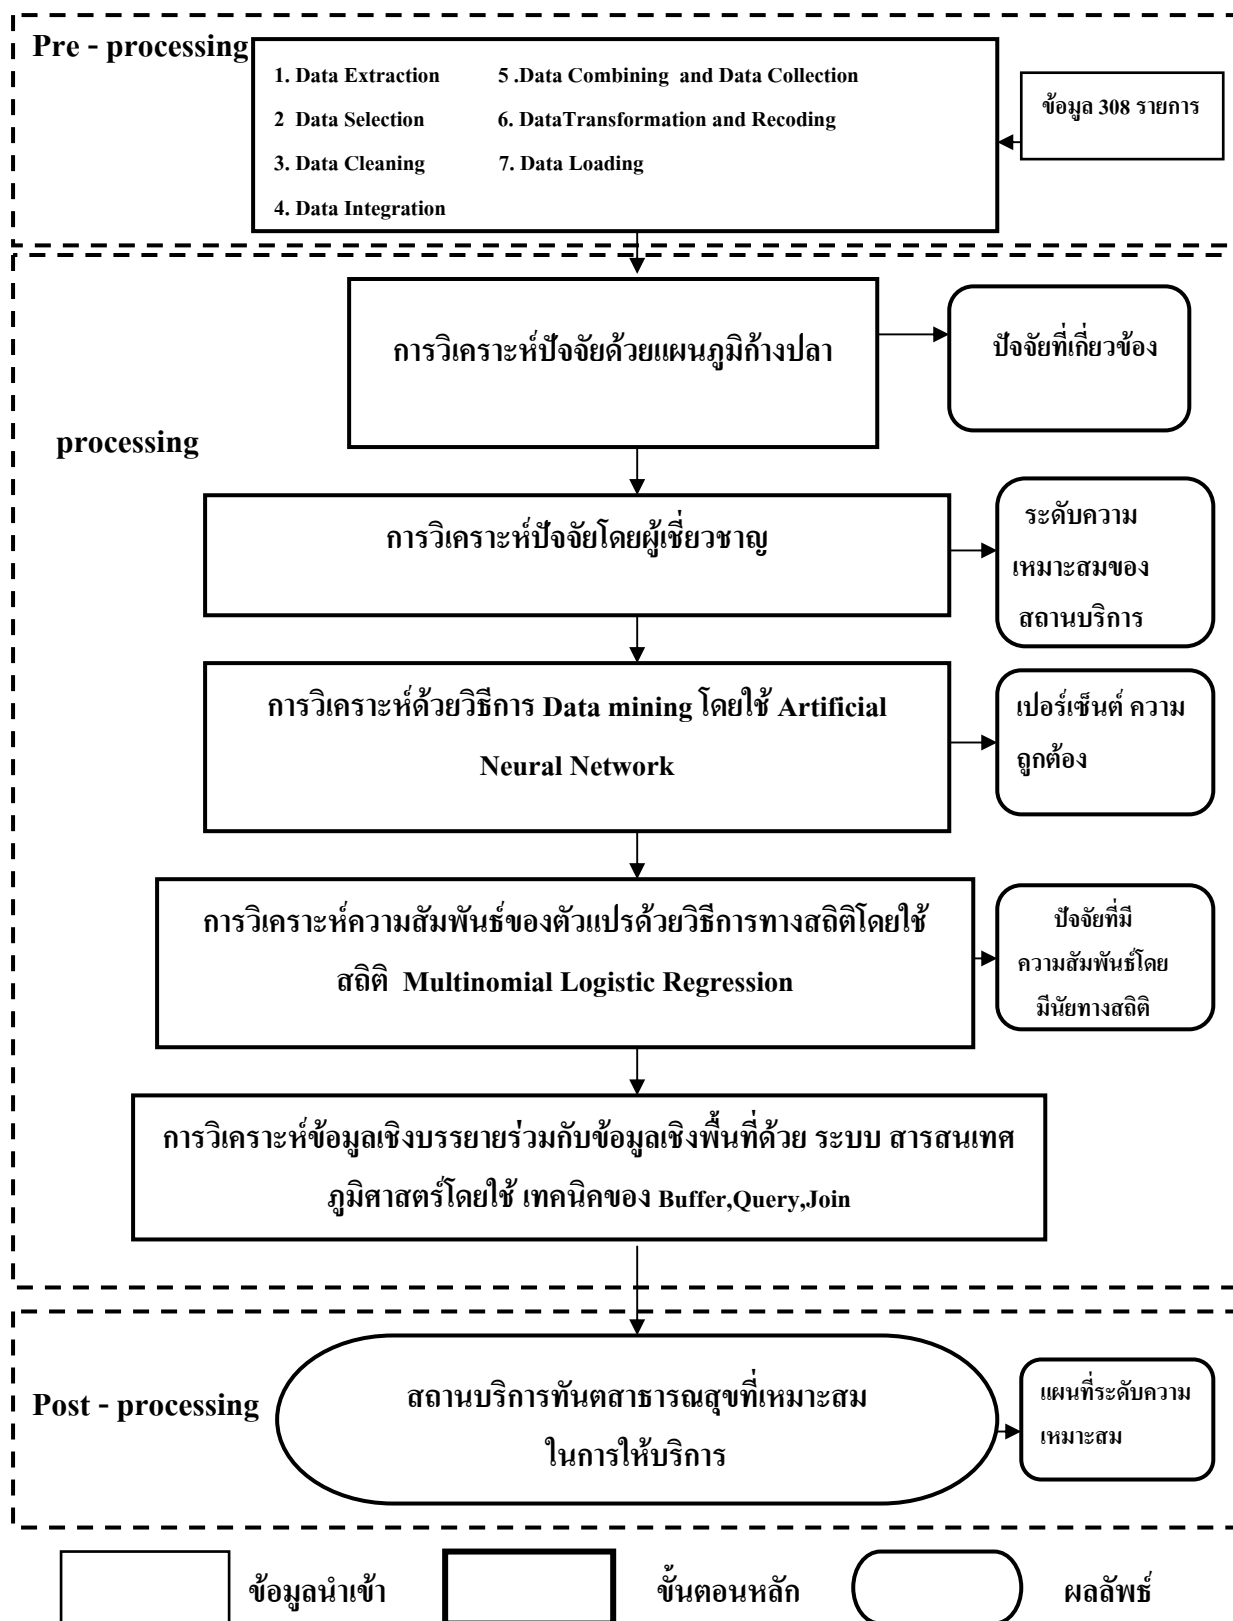 Pre - processing
1. Data Extraction
5 .Data Combining and Data Collection
2 Data Selection
6. DataTransformation and Recoding
3. Data Cleaning
7. Data Loading
4. Data Integration
ข้อมูล 308 รายการ
processing
การวิเคราะห์ปัจจัยด้วยแผนภูมิก้างปลา
ปัจจัยที่เกี่ยวข้อง
การวิเคราะห์ปัจจัยโดยผู้เชี่ยวชาญ
ระดับความ
เหมาะสมของ
สถานบริการ
การวิเคราะห์ด้วยวิธีการ Data mining โดยใช้ Artificial
Neural Network
เปอร์เซ็นต์ ความ
ถูกต้อง
การวิเคราะห์ความสัมพันธ์ของตัวแปรด้วยวิธีการทางสถิติโดยใช้
สถิติ Multinomial Logistic Regression
ปัจจัยที่มี
ความสัมพันธ์โดย
มีนัยทางสถิติ
การวิเคราะห์ข้อมูลเชิงบรรยายร่วมกับข้อมูลเชิงพื้นที่ด้วย ระบบ สารสนเทศ
ภูมิศาสตร์โดยใช้ เทคนิคของ Buffer,Query,Join
Post - processing
สถานบริการทันตสาธารณสุขที่เหมาะสม
ในการให้บริการ
แผนที่ระดับความ
เหมาะสม
ข้อมูลนำเข้า
ขั้นตอนหลัก
ผลลัพธ์